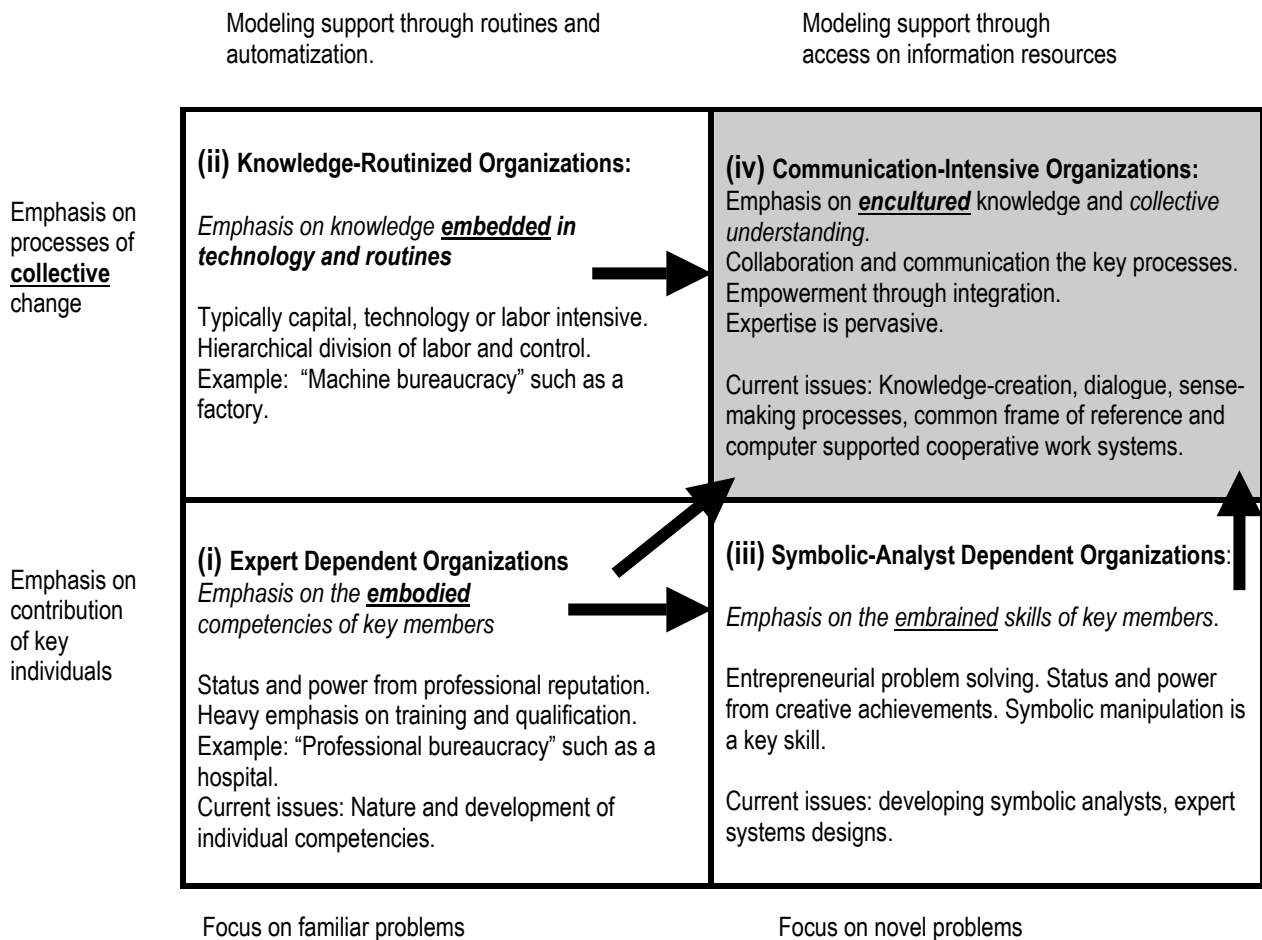 Modeling support through routines and
automatization.
Modeling support through
access on information resources
Emphasis on
processes of
collective
change
(ii) Knowledge-Routinized Organizations:
Emphasis on knowledge embedded in
technology and routines
Typically capital, technology or labor intensive.
Hierarchical division of labor and control.
Example: “Machine bureaucracy” such as a
factory.
(iv) Communication-Intensive Organizations:
Emphasis on encultured knowledge and collective
understanding.
Collaboration and communication the key processes.
Empowerment through integration.
Expertise is pervasive.
Current issues: Knowledge-creation, dialogue, sense-
making processes, common frame of reference and
computer supported cooperative work systems.
Emphasis on
contribution
of key
individuals
(i) Expert Dependent Organizations
Emphasis on the embodied
competencies of key members
Status and power from professional reputation.
Heavy emphasis on training and qualification.
Example: “Professional bureaucracy” such as a
hospital.
Current issues: Nature and development of
individual competencies.
(iii) Symbolic-Analyst Dependent Organizations:
Emphasis on the embrained skills of key members.
Entrepreneurial problem solving. Status and power
from creative achievements. Symbolic manipulation is
a key skill.
Current issues: developing symbolic analysts, expert
systems designs.
Focus on familiar problems
Focus on novel problems